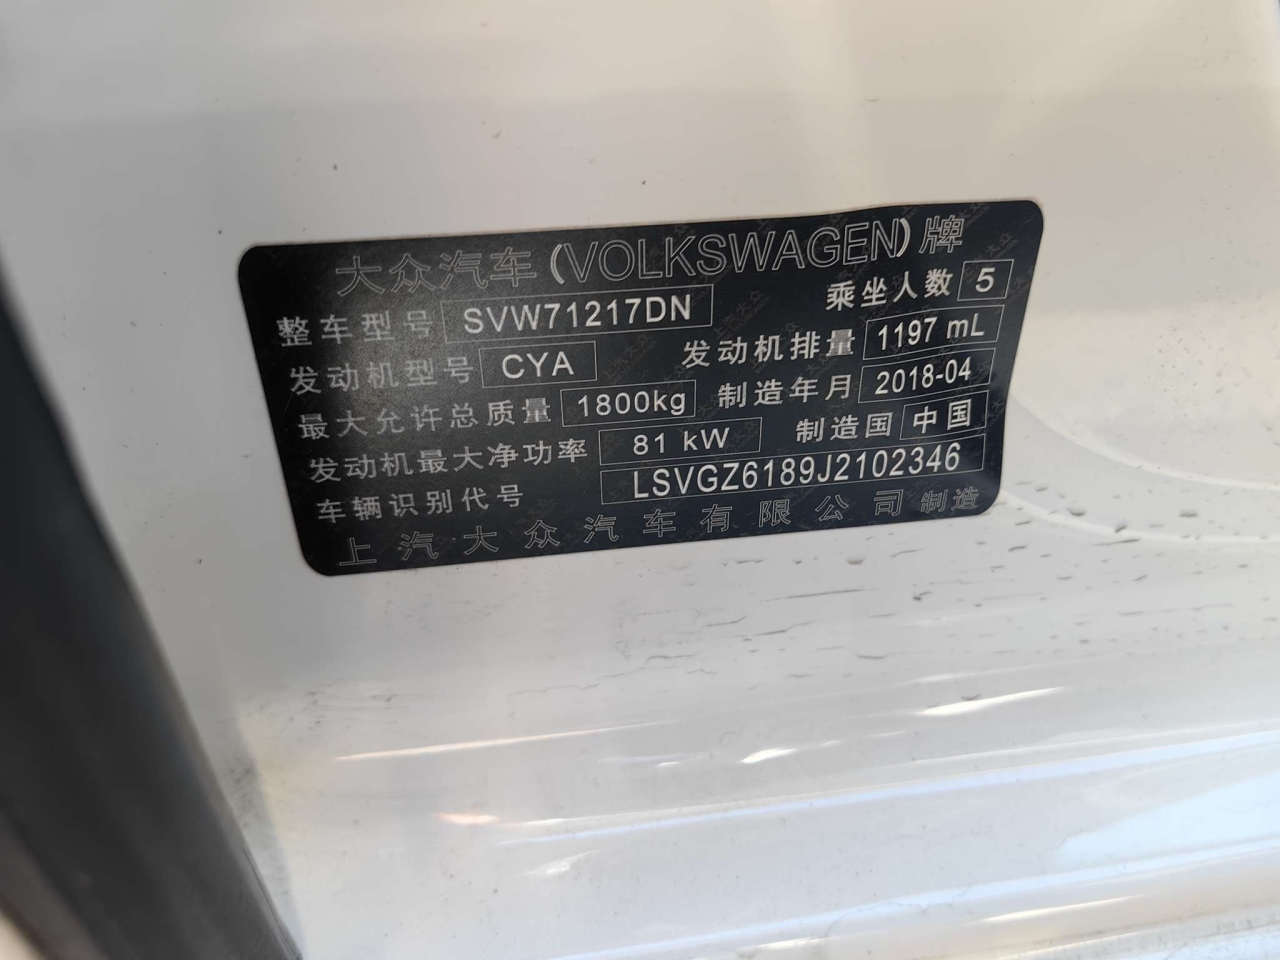 大众汽车(VOLKSWAGEN)牌
整车型号 SVW71217DN 乘坐人数 5
发动机型号 CYA 发动机排量 1197 mL
最大允许总质量 1800kg 制造年月 2018-04
发动机最大净功率 81 kW 制造国 中国
车辆识别代号 LSVGZ6189J2102346
上汽大众汽车有限公司制造